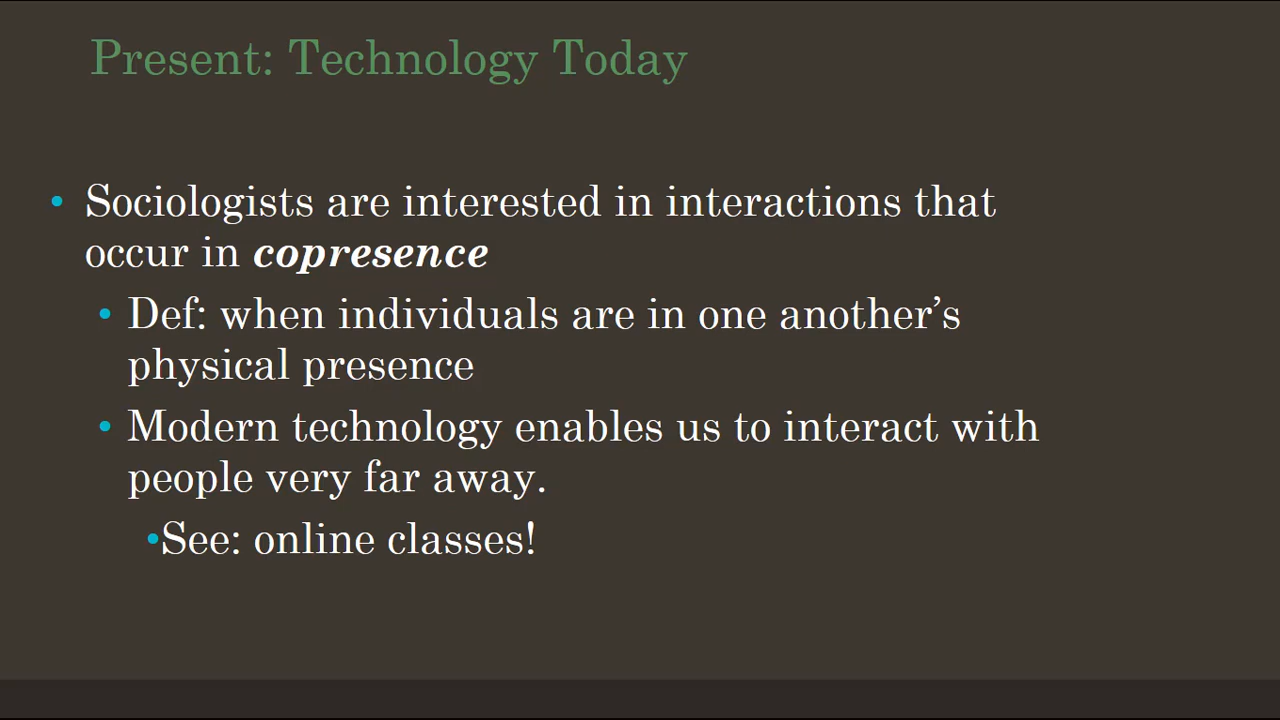 Present: Technology Today
• Sociologists are interested in interactions that
occur in copresence
• Def: when individuals are in one another’s
physical presence
• Modern technology enables us to interact with
people very far away.
•See: online classes!